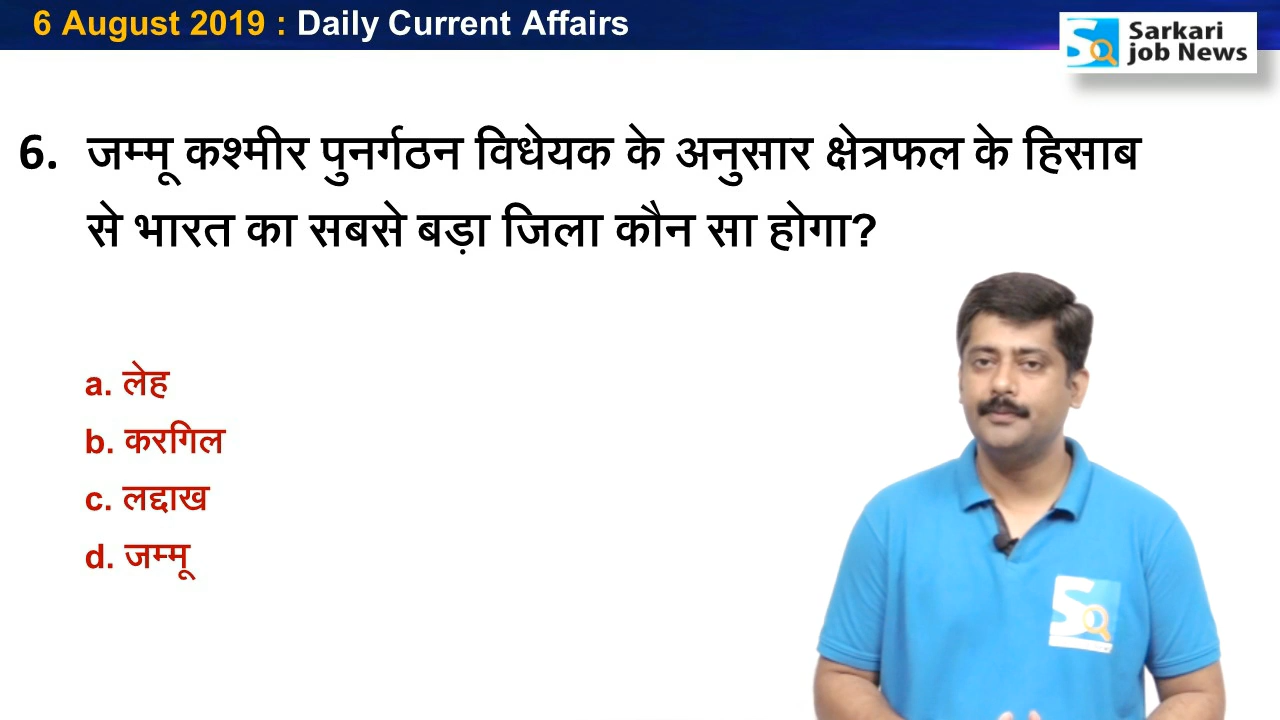 6 August 2019 : Daily Current Affairs
Sarkari
job News
6. जम्मू कश्मीर पुनर्गठन विधेयक के अनुसार क्षेत्रफल के हिसाब
से भारत का सबसे बड़ा जिला कौन सा होगा?
a. लेह
b. करगिल
c. लद्दाख
d. जम्मू